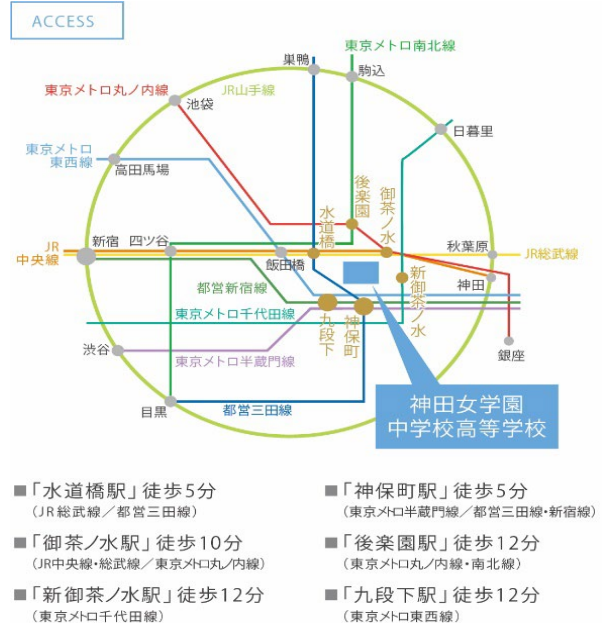 ACCESS
東京メトロ南北線
巣鴨
駒込
東京メトロ丸ノ内線
JR山手線
池袋
日暮里
東京メトロ
東西線
高田馬場
後楽園
御茶ノ水
水道橋
JR
中央線
新宿
四ツ谷
飯田橋
秋葉原
JR総武線
神田
新御茶ノ水
都営新宿線
東京メトロ千代田線
九段下
神保町
渋谷
東京メトロ半蔵門線
銀座
目黒
都営三田線
神田女学園
中学校高等学校
■「水道橋駅」徒歩5分
(JR総武線/都営三田線)
■「御茶ノ水駅」徒歩10分
(JR中央線・総武線/東京メトロ丸ノ内線)
■「新御茶ノ水駅」徒歩12分
(東京メトロ千代田線)
■「神保町駅」徒歩5分
(東京メトロ半蔵門線/都営三田線・新宿線)
■「後楽園駅」徒歩12分
(東京メトロ丸ノ内線・南北線)
■「九段下駅」徒歩12分
(東京メトロ東西線)